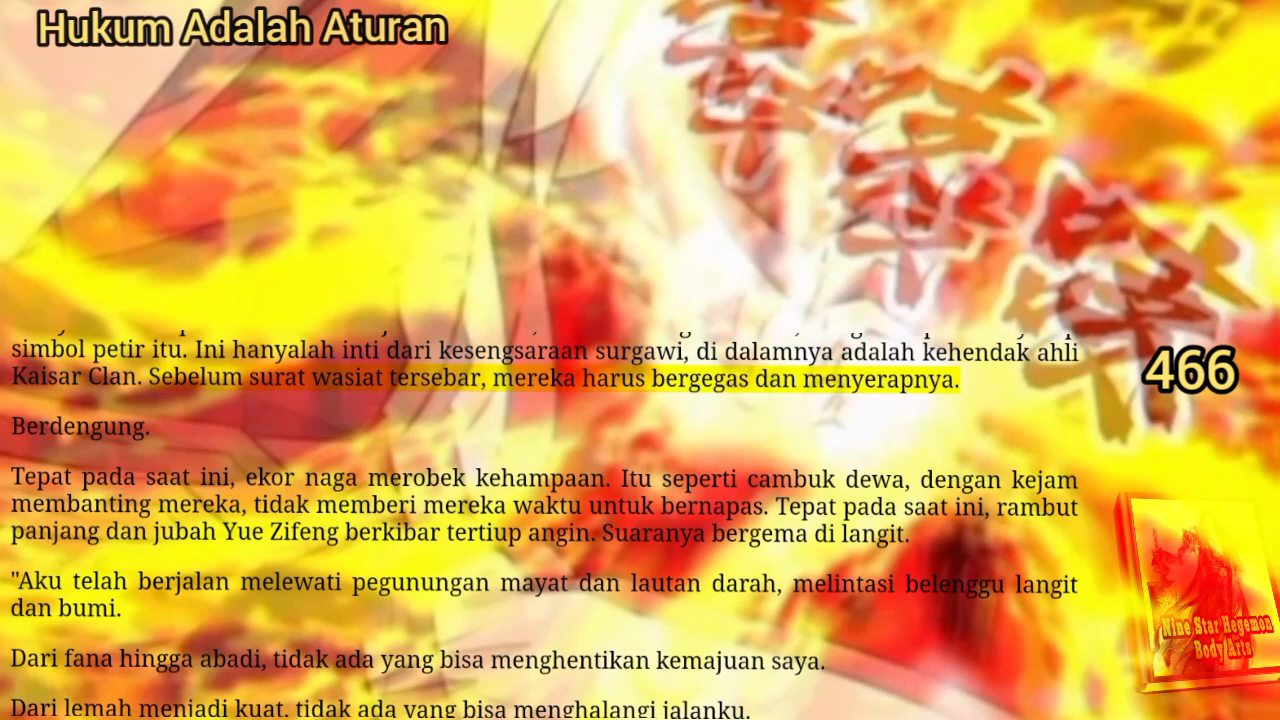 Hukum Adalah Aturan
simbol petir itu. Ini hanyalah inti dari kesengsaraan surgawi, di dalamnya adalah kehendak ahli
Kaisar Clan. Sebelum surat wasiat tersebar, mereka harus bergegas dan menyerapnya.
466
Berdengung.
Tepat pada saat ini, ekor naga merobek kehampaan. Itu seperti cambuk dewa, dengan kejam
membanting mereka, tidak memberi mereka waktu untuk bernapas. Tepat pada saat ini, rambut
panjang dan jubah Yue Zifeng berkibar tertiup angin. Suaranya bergema di langit.
"Aku telah berjalan melewati pegunungan mayat dan lautan darah, melintasi belenggu langit
dan bumi.
Nine Star Hegemon
Body Arts
Dari fana hingga abadi, tidak ada yang bisa menghentikan kemajuan saya.
Dari lemah menjadi kuat, tidak ada yang bisa menghalangi jalanku.